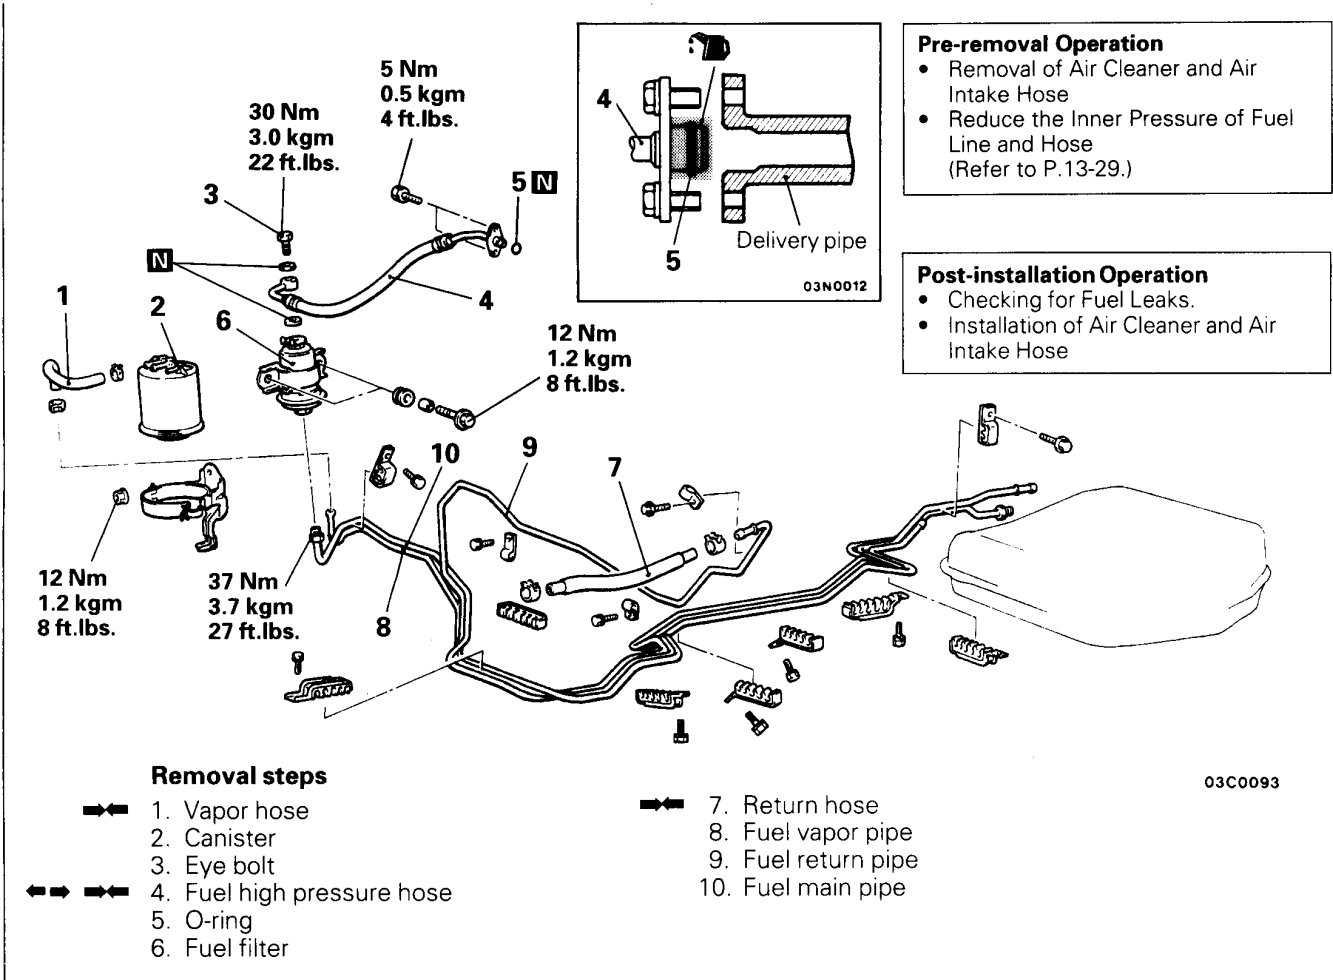 Pre-removal Operation
• Removal of Air Cleaner and Air
Intake Hose
• Reduce the Inner Pressure of Fuel
Line and Hose
(Refer to P.13-29.)
Post-installation Operation
• Checking for Fuel Leaks.
• Installation of Air Cleaner and Air
Intake Hose
5 Nm
0.5 kgm
4 ft.lbs.
30 Nm
3.0 kgm
22 ft.lbs.
3
5 N
N
4
1
2
6
12 Nm
1.2 kgm
8 ft.lbs.
4
5
Delivery pipe
03N0012
10
9
7
8
12 Nm
1.2 kgm
8 ft.lbs.
37 Nm
3.7 kgm
27 ft.lbs.
03C0093
Removal steps
1. Vapor hose
2. Canister
3. Eye bolt
4. Fuel high pressure hose
5. O-ring
6. Fuel filter
7. Return hose
8. Fuel vapor pipe
9. Fuel return pipe
10. Fuel main pipe